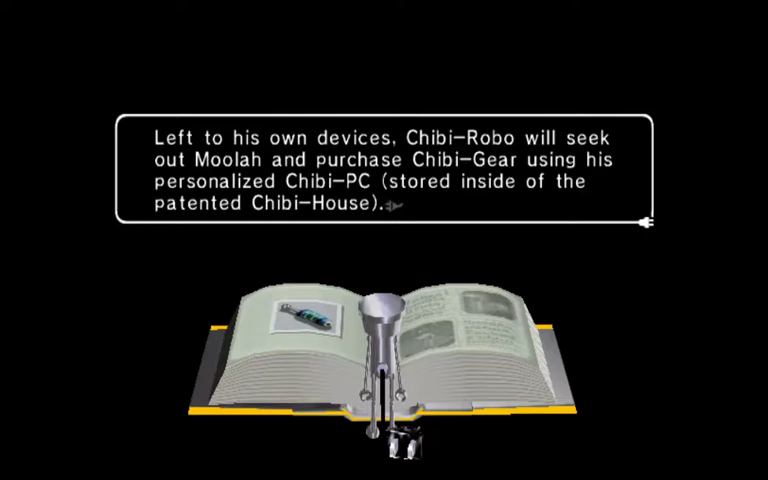 Left to his own devices, Chibi-Robo will seek
out Moolah and purchase Chibi-Gear using his
personalized Chibi-PC (stored inside of the
patented Chibi-House).